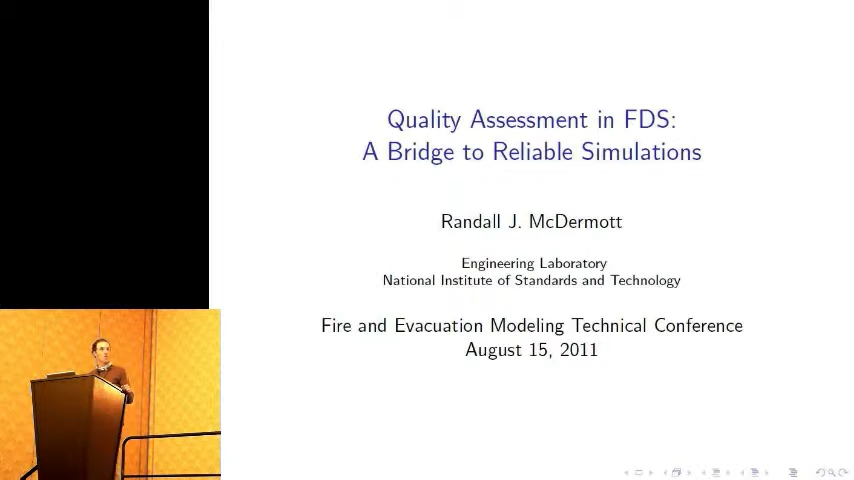 Quality Assessment in FDS:
A Bridge to Reliable Simulations
Randall J. McDermott
Engineering Laboratory
National Institute of Standards and Technology
Fire and Evacuation Modeling Technical Conference
August 15, 2011